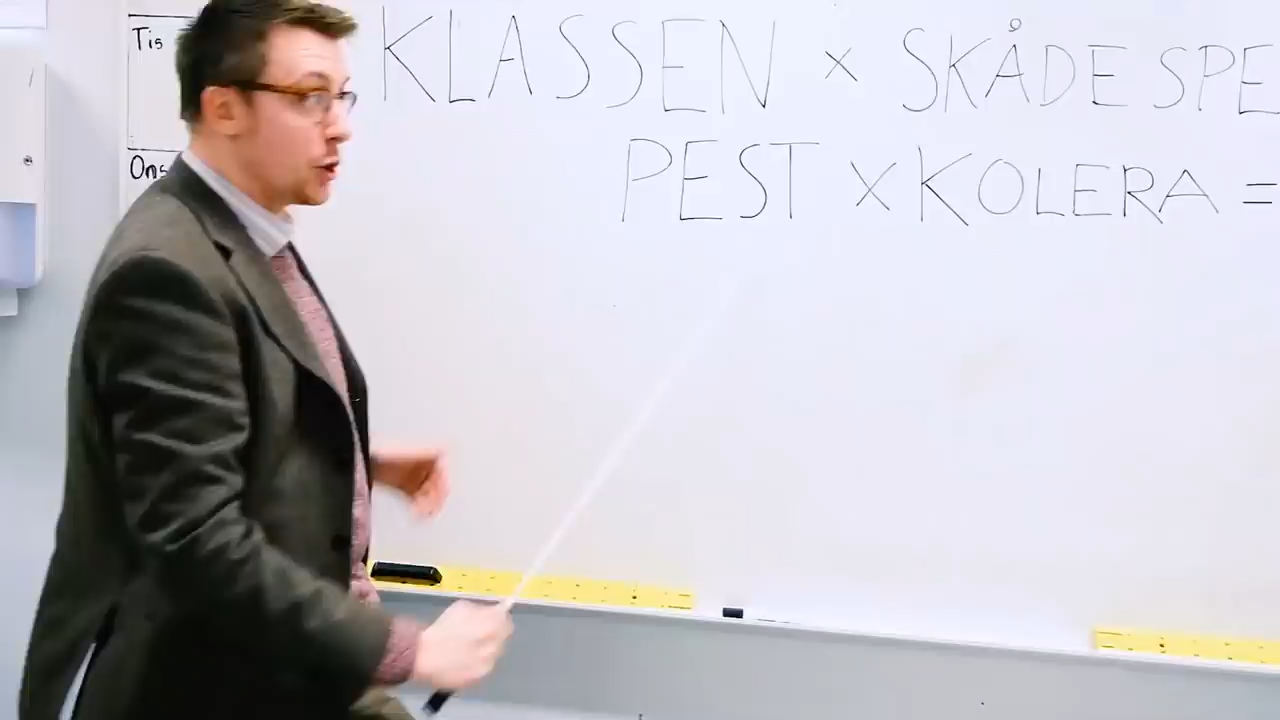 Tis
KLASSEN x SKÅDESPE
Ons
PEST x KOLERA =